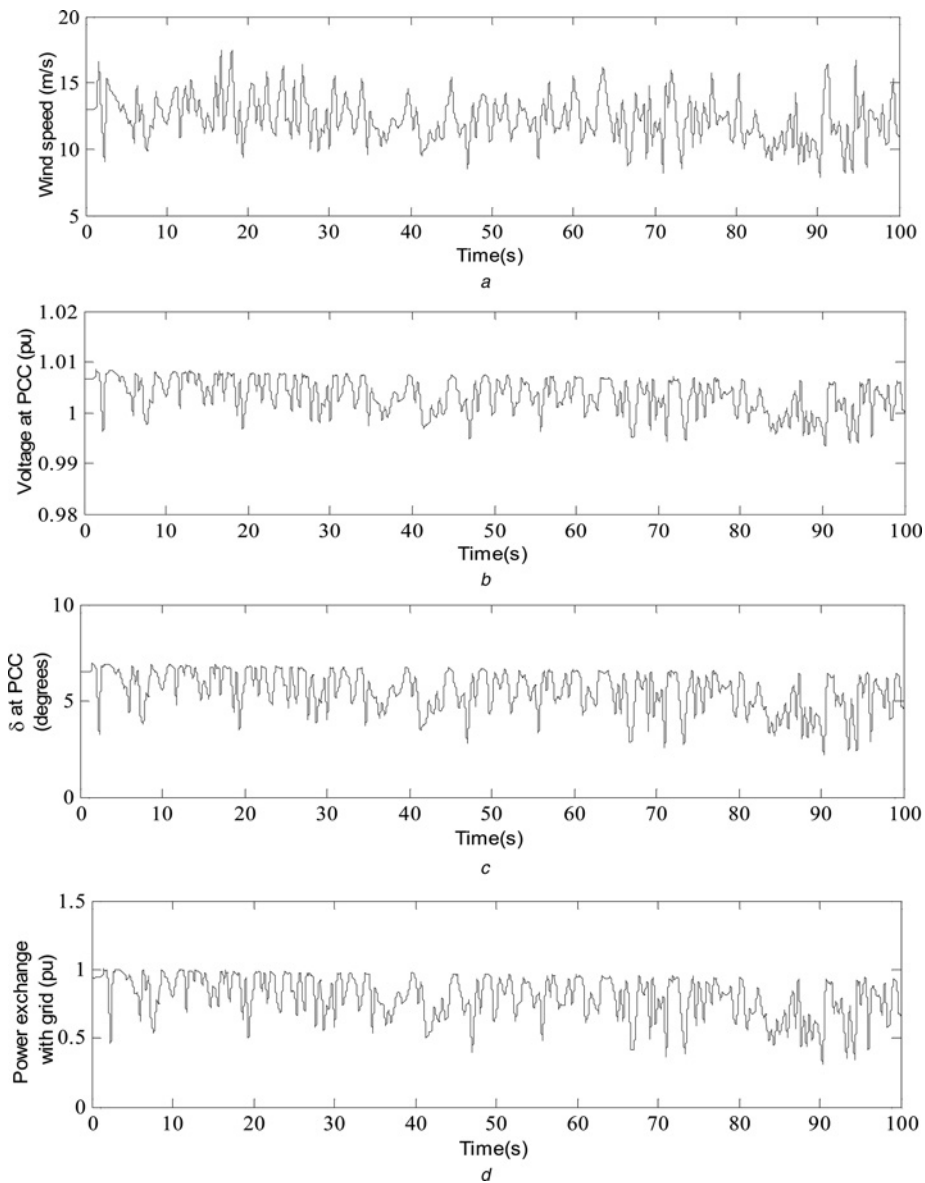 20
15
10
5
Wind speed (m/s)
0 10 20 30 40 50 60 70 80 90 100
Time(s)
a
1.02
1.01
1
0.99
0.98
Voltage at PCC (pu)
0 10 20 30 40 50 60 70 80 90 100
Time(s)
b
10
5
0
δ at PCC
(degrees)
0 10 20 30 40 50 60 70 80 90 100
Time(s)
c
1.5
1
0.5
0
Power exchange
with grid (pu)
0 10 20 30 40 50 60 70 80 90 100
Time(s)
d